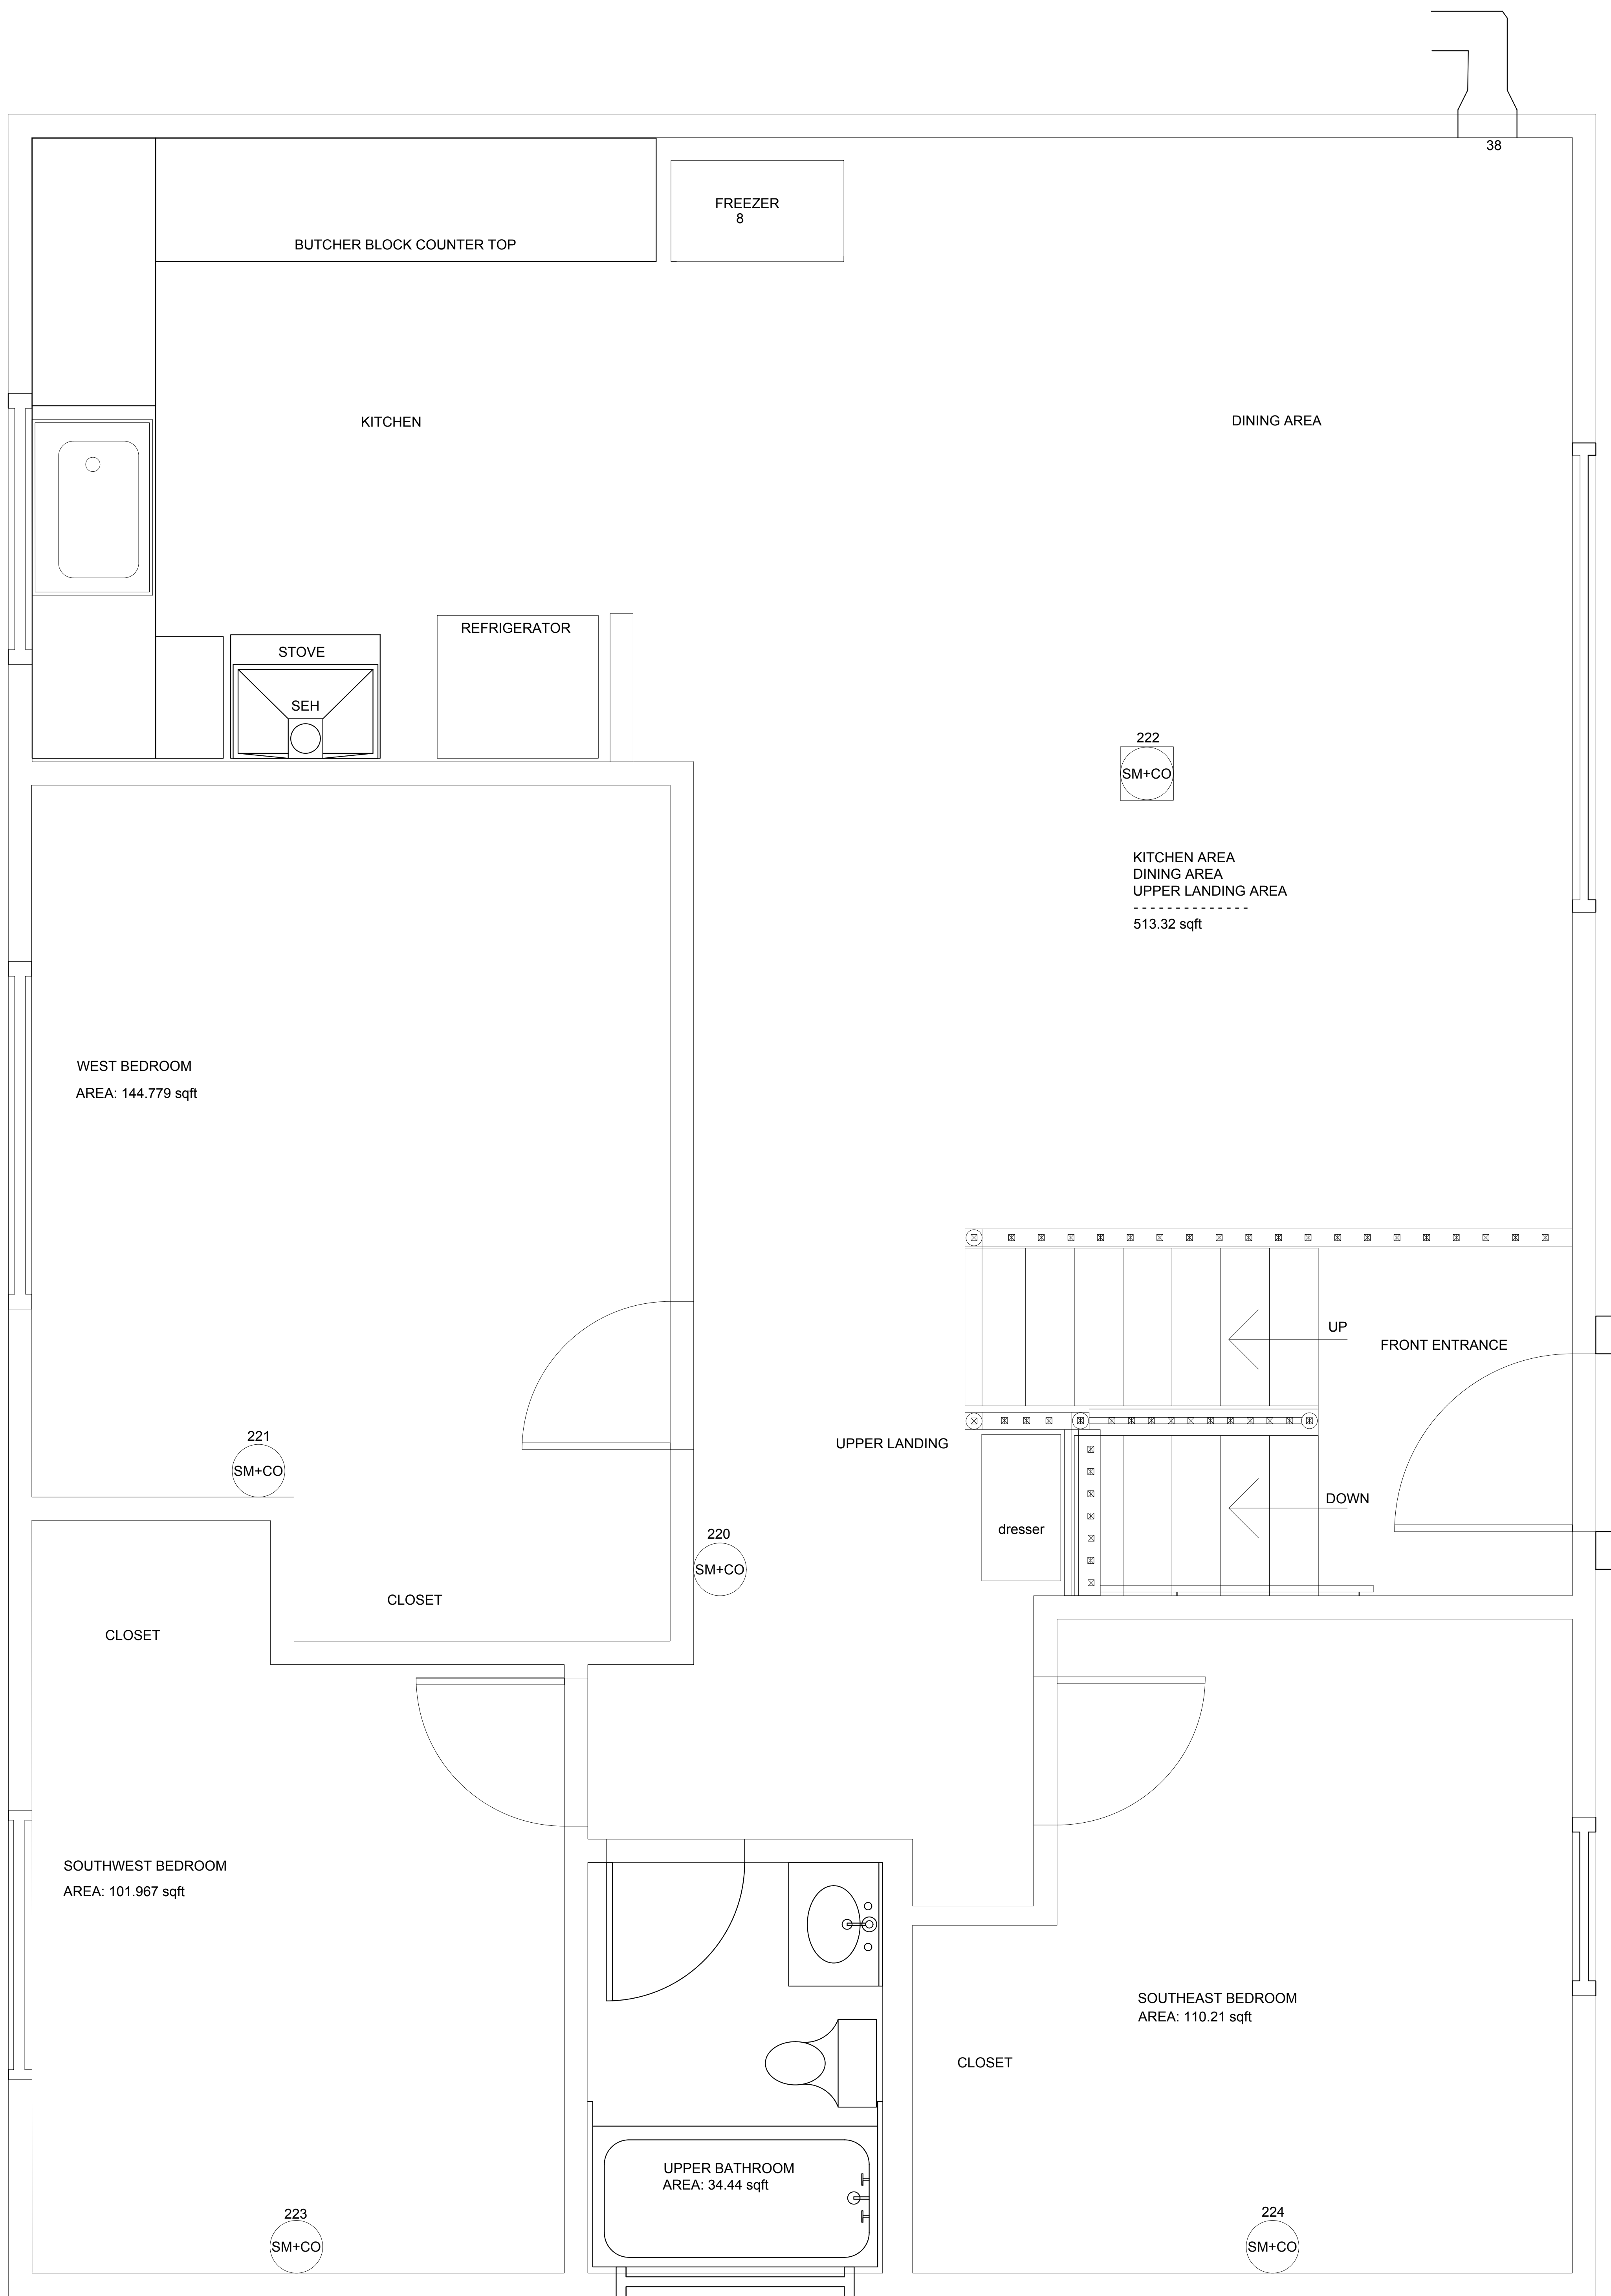 38
FREEZER
8
BUTCHER BLOCK COUNTER TOP
KITCHEN
DINING AREA
REFRIGERATOR
STOVE
SEH
222
SM+CO
KITCHEN AREA
DINING AREA
UPPER LANDING AREA
- - - - - - - - - - - - - -
513.32 sqft
WEST BEDROOM
AREA: 144.779 sqft
UP
FRONT ENTRANCE
221
SM+CO
UPPER LANDING
DOWN
dresser
220
SM+CO
CLOSET
CLOSET
SOUTHWEST BEDROOM
AREA: 101.967 sqft
SOUTHEAST BEDROOM
AREA: 110.21 sqft
CLOSET
UPPER BATHROOM
AREA: 34.44 sqft
223
SM+CO
224
SM+CO